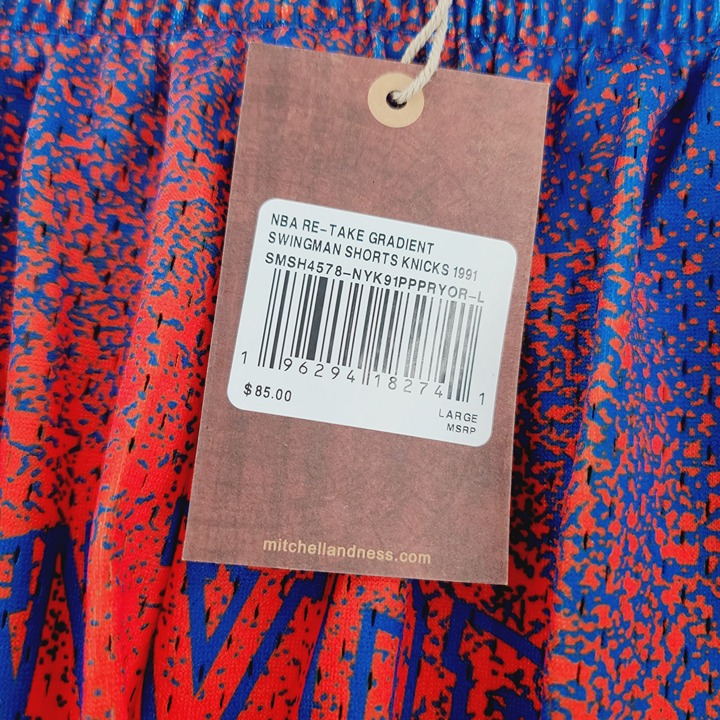 NBA RE-TAKE GRADIENT
SWINGMAN SHORTS KNICKS 1991
SMSH4578-NYK91PPPRYOR-L
1 96294 18274 1
$85.00
LARGE
MSRP
mitchellandness.com